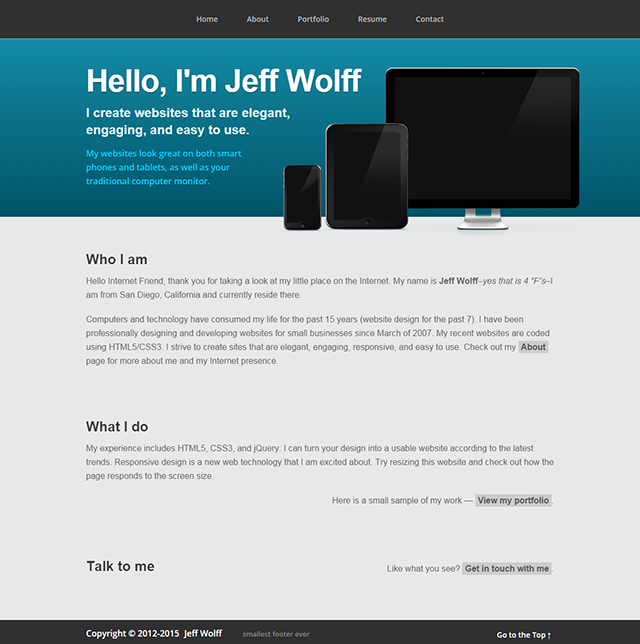 Home About Portfolio Resume Contact
Hello, I'm Jeff Wolff
I create websites that are elegant,
engaging, and easy to use.
My websites look great on both smart
phones and tablets, as well as your
traditional computer monitor.
Who I am
Hello Internet Friend, thank you for taking a look at my little place on the Internet. My name is Jeff Wolff–yes that is 4 "F"s–I
am from San Diego, California and currently reside there.
Computers and technology have consumed my life for the past 15 years (website design for the past 7). I have been
professionally designing and developing websites for small businesses since March of 2007. My recent websites are coded
using HTML5/CSS3. I strive to create sites that are elegant, engaging, responsive, and easy to use. Check out my About
page for more about me and my Internet presence.
What I do
My experience includes HTML5, CSS3, and jQuery. I can turn your design into a usable website according to the latest
trends. Responsive design is a new web technology that I am excited about. Try resizing this website and check out how the
page responds to the screen size.
Here is a small sample of my work — View my portfolio.
Talk to me
Like what you see? Get in touch with me.
Copyright © 2012-2015 Jeff Wolff smallest footer ever Go to the Top ↑